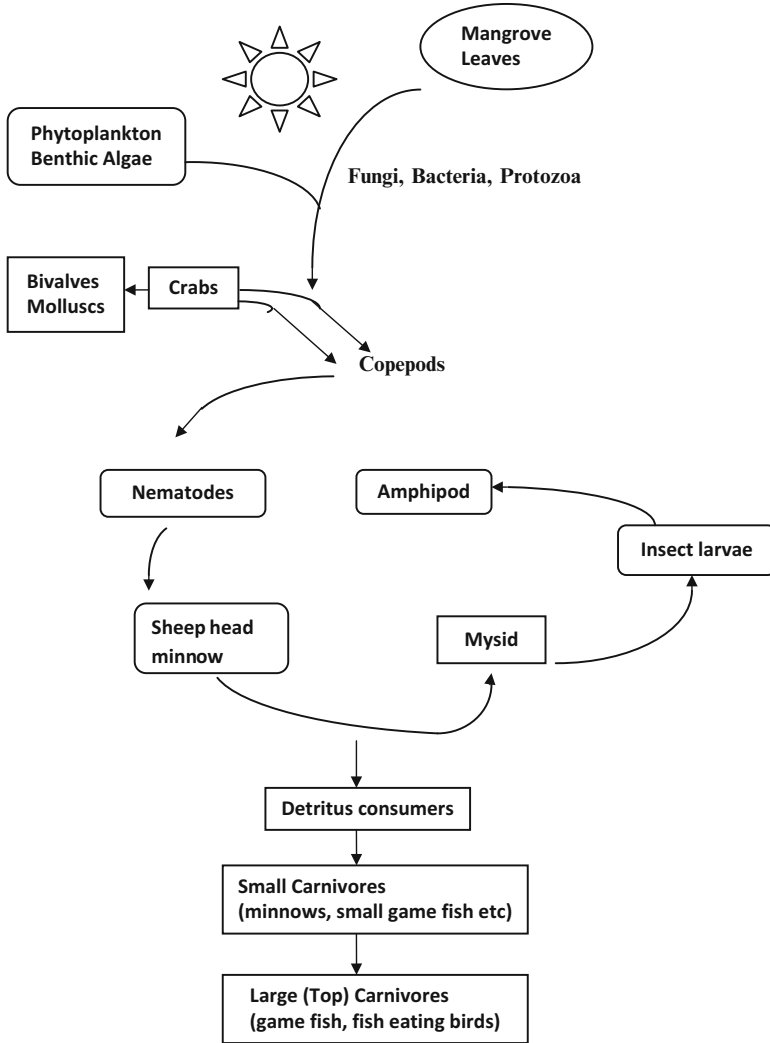 Mangrove
Leaves
Phytoplankton
Benthic Algae
Fungi, Bacteria, Protozoa
Bivalves
Molluscs
Crabs
Copepods
Nematodes
Amphipod
Insect larvae
Sheep head
minnow
Mysid
Detritus consumers
Small Carnivores
(minnows, small game fish etc)
Large (Top) Carnivores
(game fish, fish eating birds)